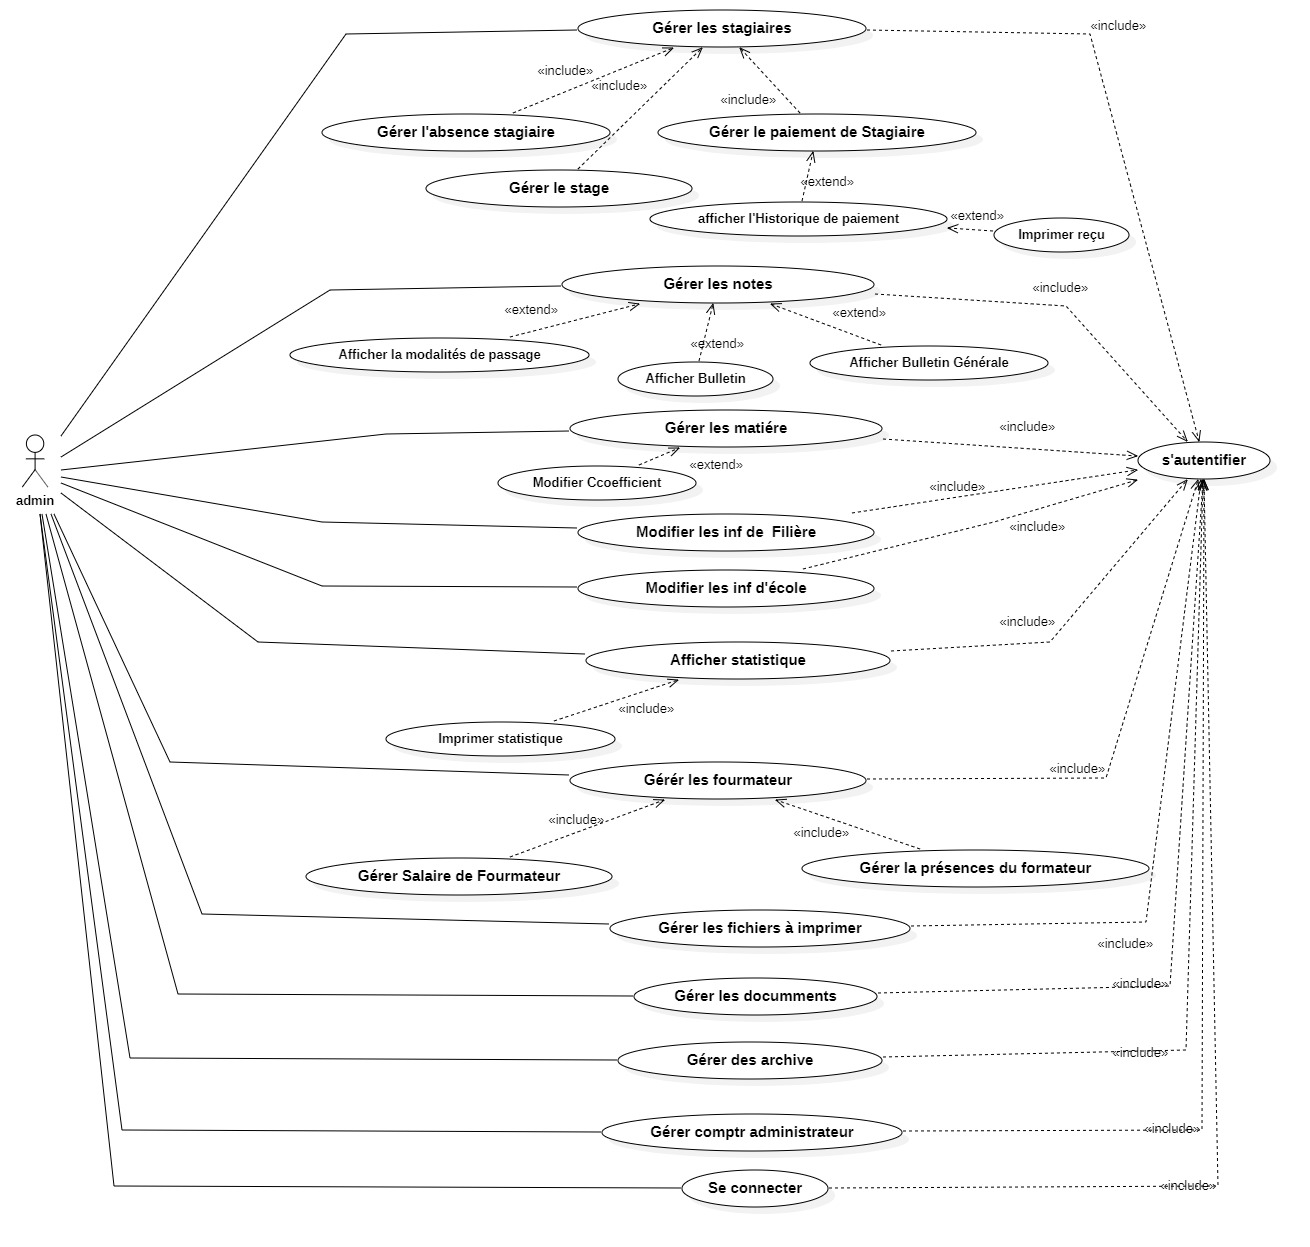 Gérer les stagiaires
«include»
«include»
«include»
«include»
Gérer l'absence stagiaire
Gérer le paiement de Stagiaire
Gérer le stage
«extend»
afficher l'Historique de paiement
«extend»
Imprimer reçu
Gérer les notes
«include»
«extend»
«extend»
«extend»
Afficher la modalités de passage
Afficher Bulletin
Afficher Bulletin Générale
Gérer les matiére
«include»
«extend»
Modifier Ccoefficient
s'autentifier
admin
«include»
Modifier les inf de  Filière
«include»
Modifier les inf d'école
«include»
Afficher statistique
«include»
Imprimer statistique
Gérér les fourmateur
«include»
«include»
«include»
Gérer Salaire de Fourmateur
Gérer la présences du formateur
Gérer les fichiers à imprimer
«include»
Gérer les documments
«include»
Gérer des archive
«include»
Gérer comptr administrateur
«include»
Se connecter
«include»